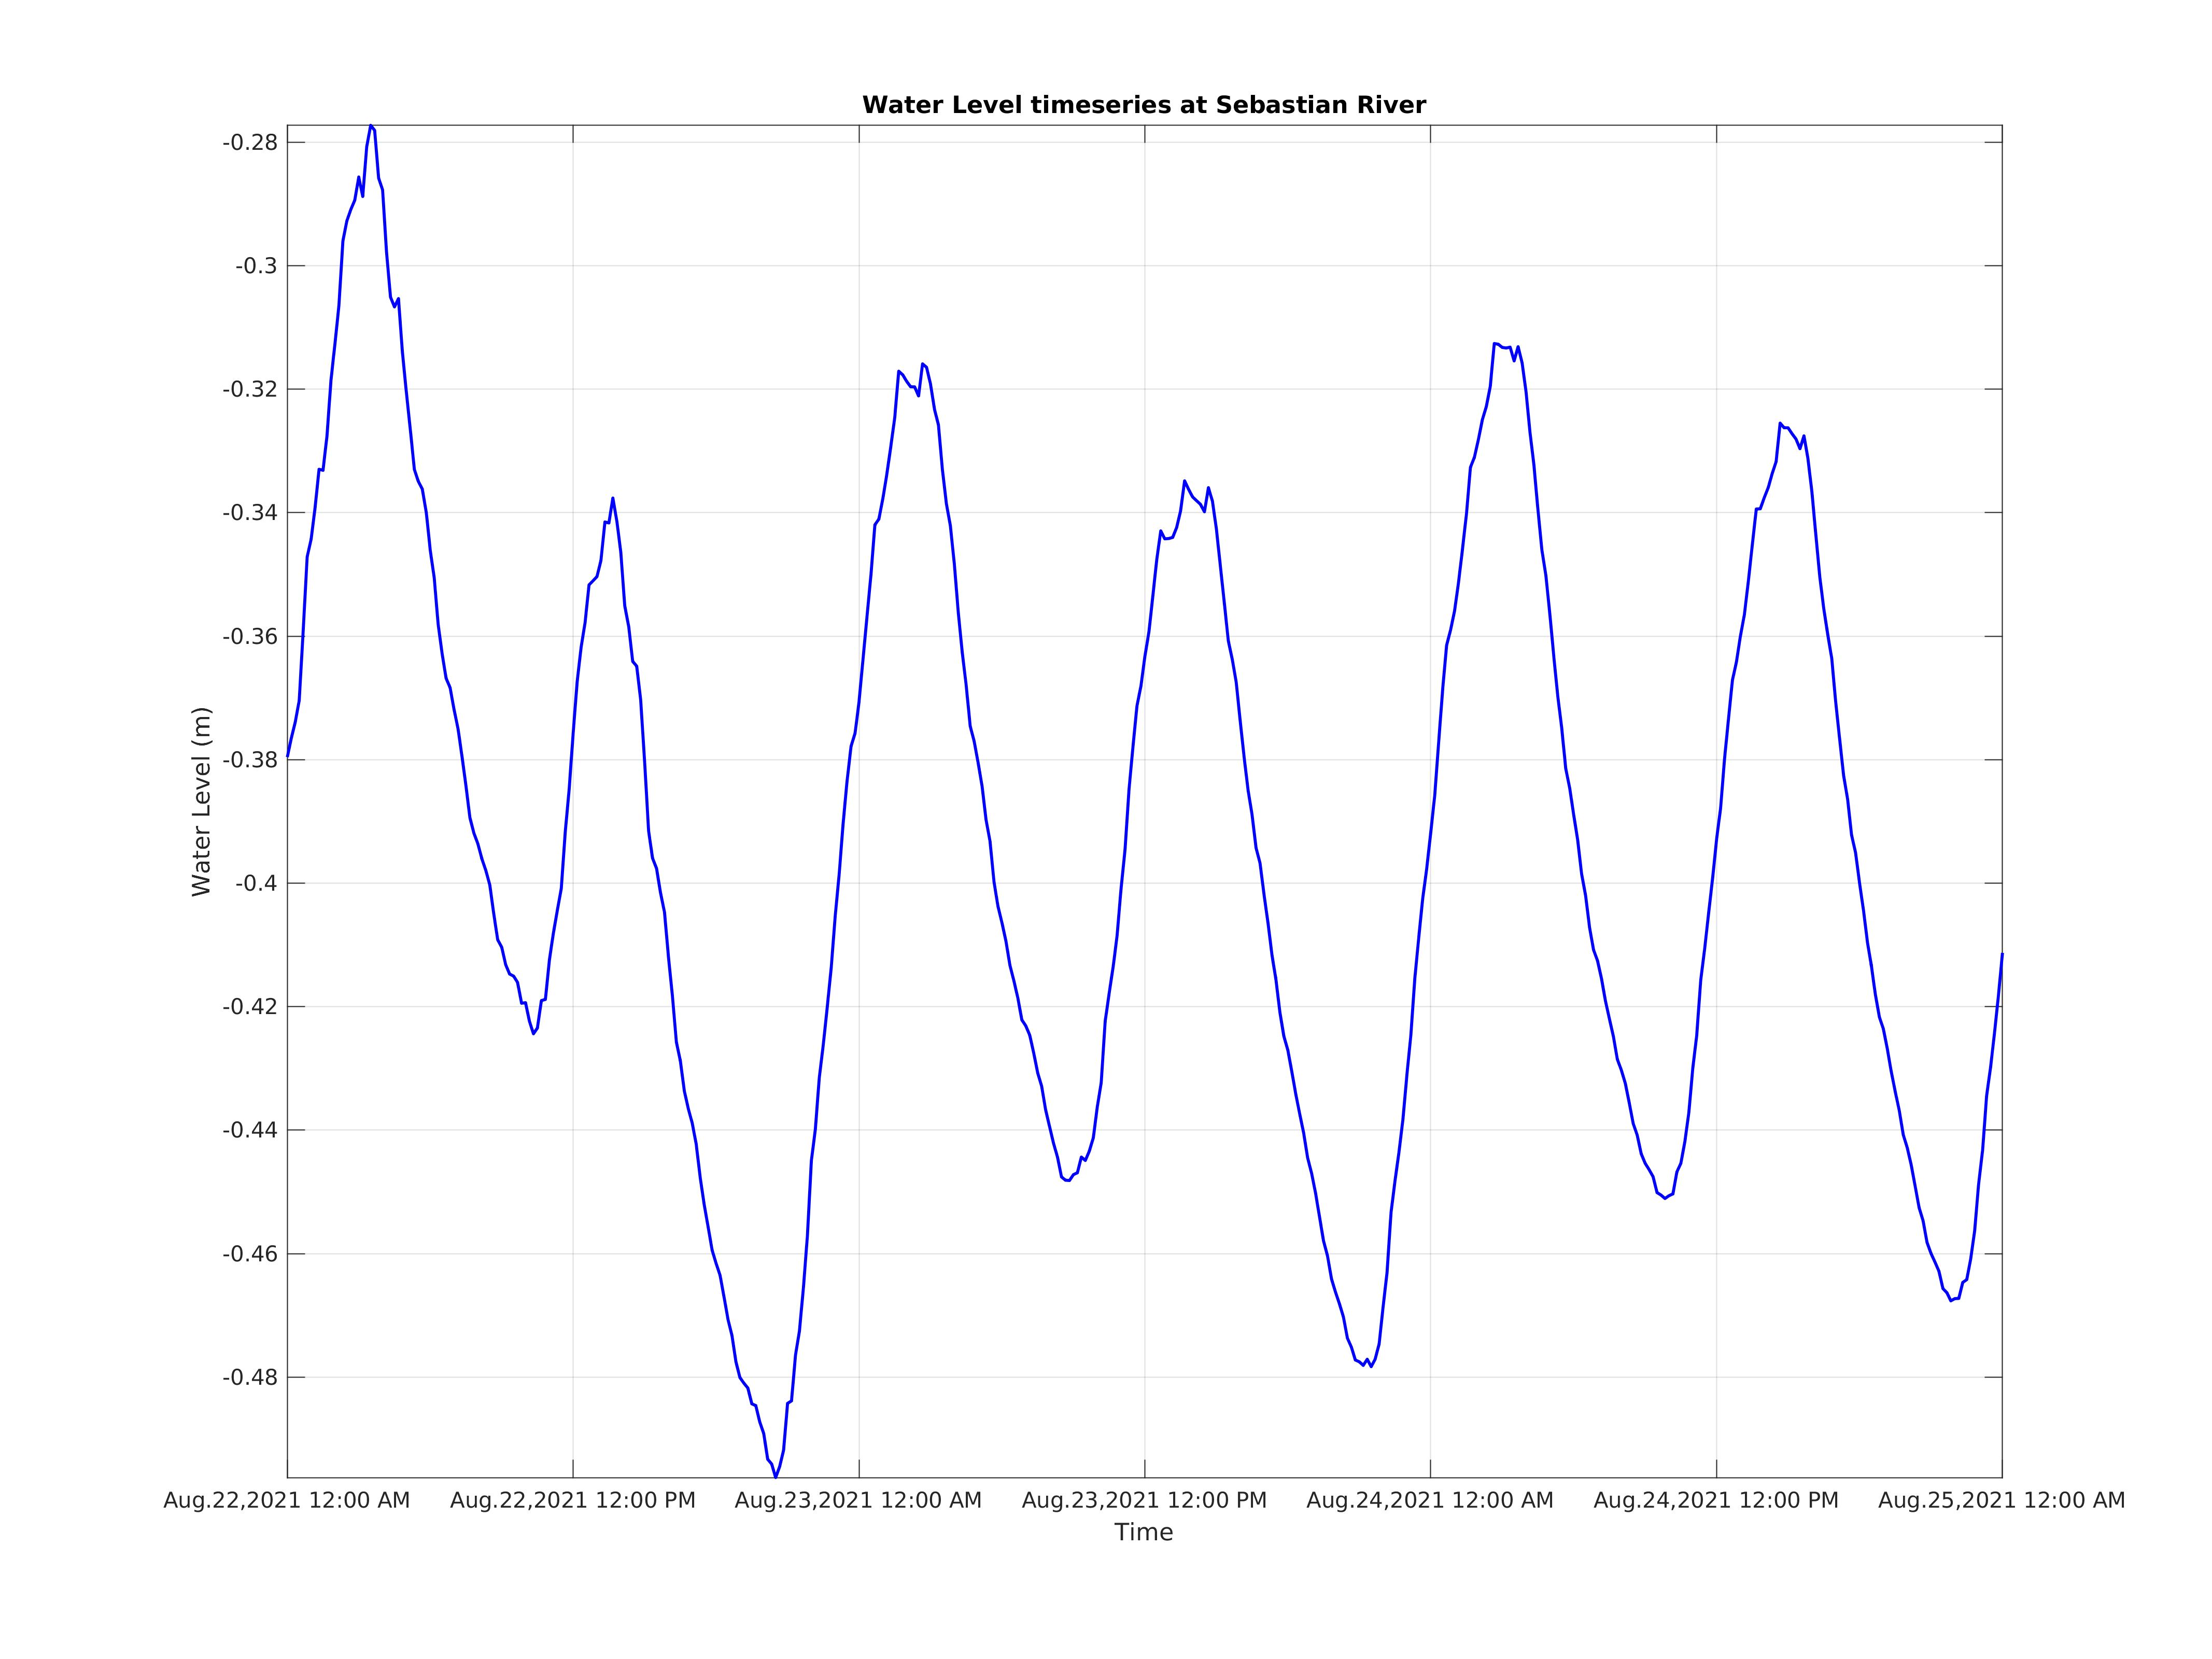 Water Level timeseries at Sebastian River
-0.28
-0.3
-0.32
-0.34
-0.36
-0.38
-0.4
-0.42
-0.44
-0.46
-0.48
Water Level (m)
Aug.22,2021 12:00 AM Aug.22,2021 12:00 PM Aug.23,2021 12:00 AM Aug.23,2021 12:00 PM Aug.24,2021 12:00 AM Aug.24,2021 12:00 PM Aug.25,2021 12:00 AM
Time